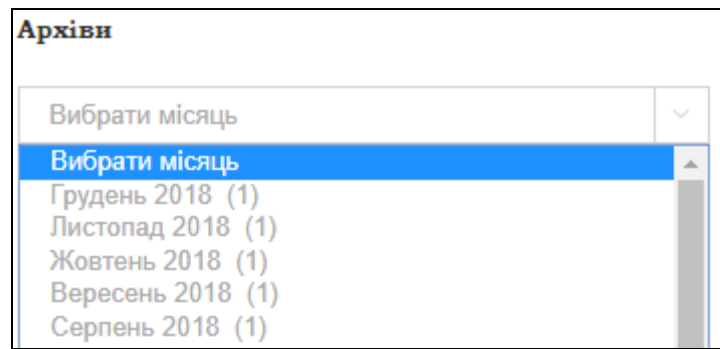 Архіви
Вибрати місяць
Вибрати місяць
Грудень 2018 (1)
Листопад 2018 (1)
Жовтень 2018 (1)
Вересень 2018 (1)
Серпень 2018 (1)